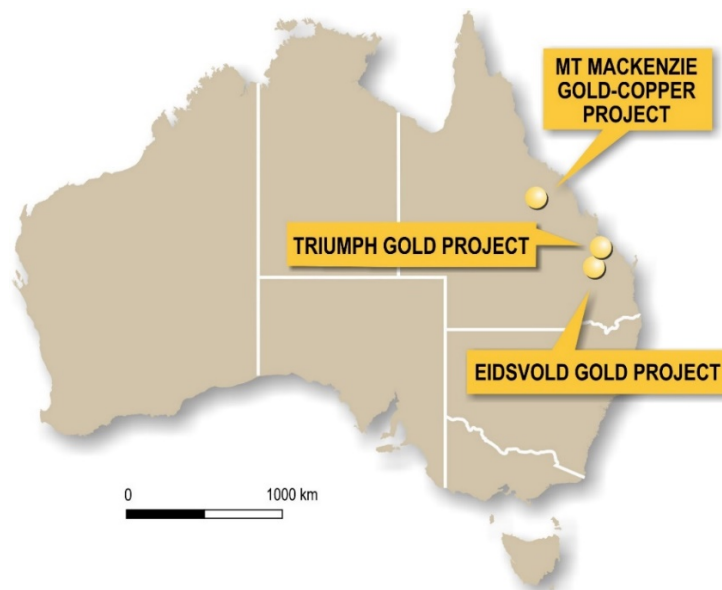 MT MACKENZIE
GOLD-COPPER
PROJECT
TRIUMPH GOLD PROJECT
EIDSVOLD GOLD PROJECT
0 1000 km